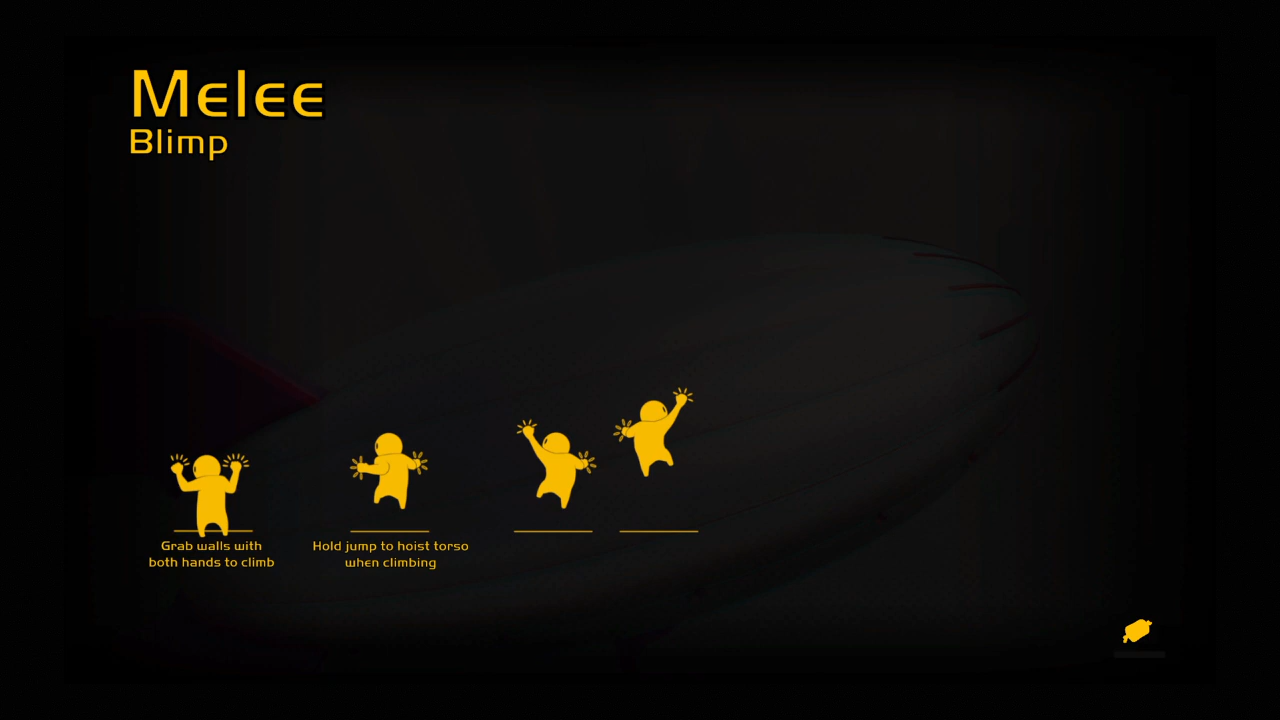 Melee
Blimp
Grab walls with
both hands to climb
Hold jump to hoist torso
when climbing